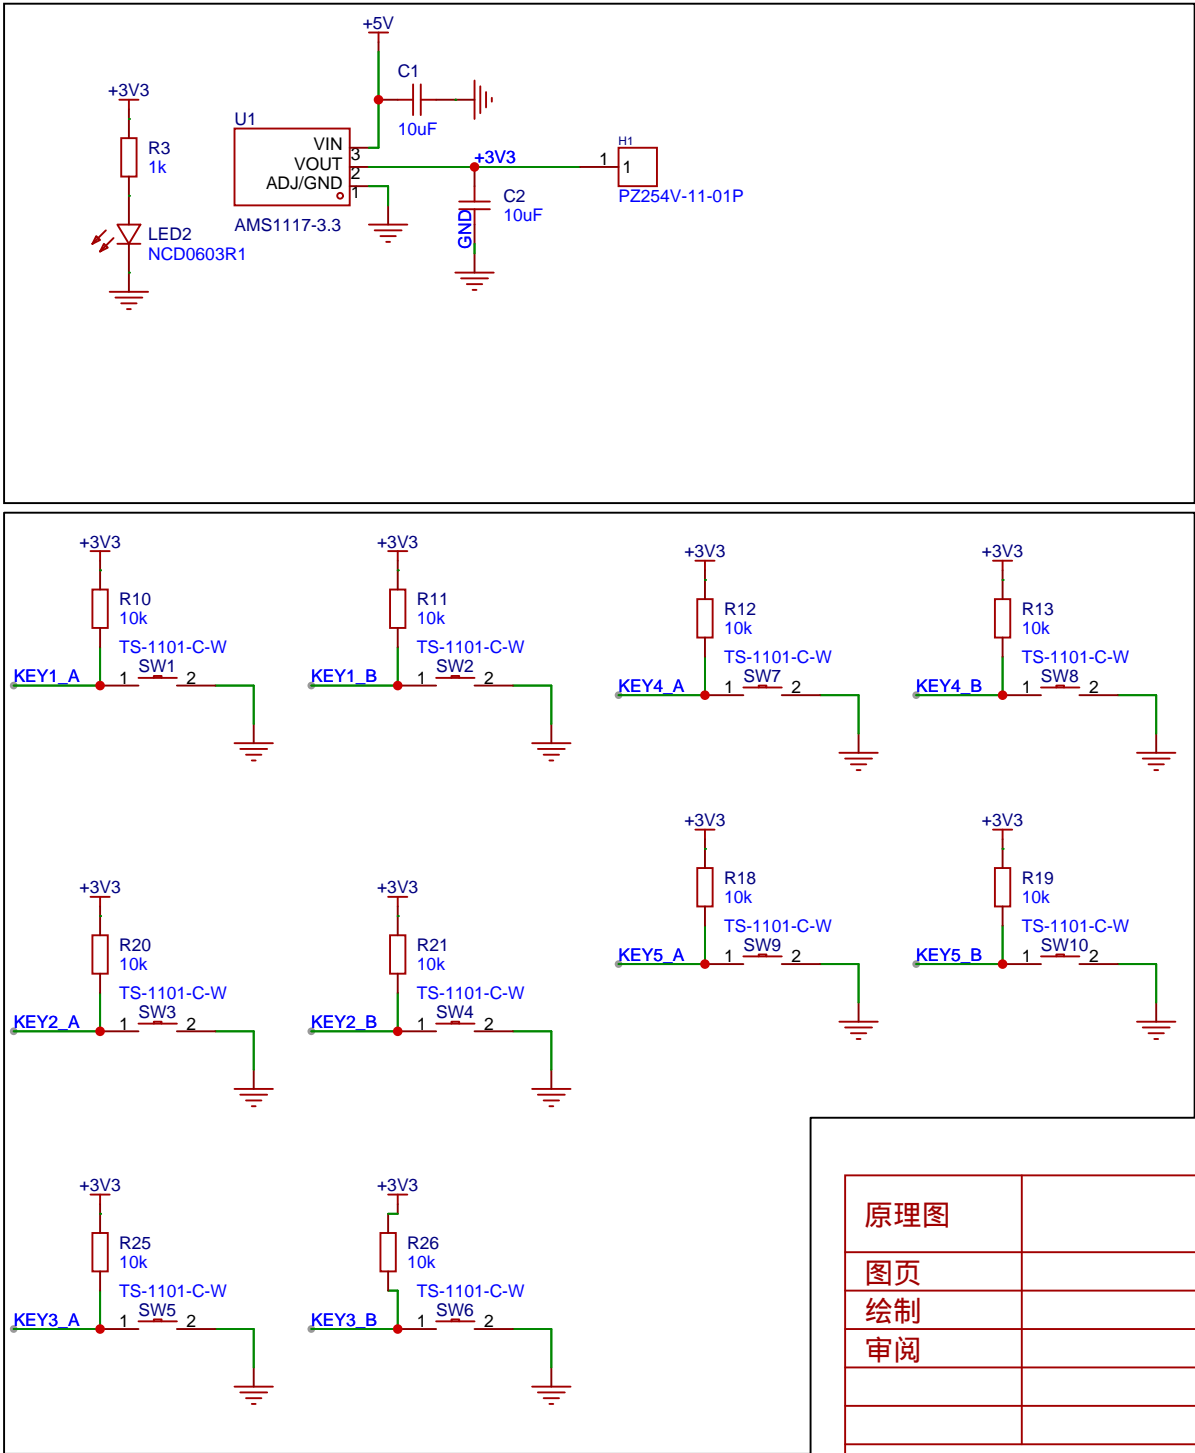 +5V
C1
10uF
+3V3
R3
1k
LED2
NCD0603R1
U1
VIN
VOUT
ADJ/GND
3
2
1
AMS1117-3.3
+3V3
GND
C2
10uF
H1
1
1
PZ254V-11-01P
+3V3
R10
10k
TS-1101-C-W
SW1
KEY1_A
1
2
+3V3
R11
10k
TS-1101-C-W
SW2
KEY1_B
1
2
+3V3
R12
10k
TS-1101-C-W
SW7
KEY4_A
1
2
+3V3
R13
10k
TS-1101-C-W
SW8
KEY4_B
1
2
+3V3
R20
10k
TS-1101-C-W
SW3
KEY2_A
1
2
+3V3
R21
10k
TS-1101-C-W
SW4
KEY2_B
1
2
+3V3
R18
10k
TS-1101-C-W
SW9
KEY5_A
1
2
+3V3
R19
10k
TS-1101-C-W
SW10
KEY5_B
1
2
+3V3
R25
10k
TS-1101-C-W
SW5
KEY3_A
1
2
+3V3
R26
10k
TS-1101-C-W
SW6
KEY3_B
1
2
原理图
图页
绘制
审阅